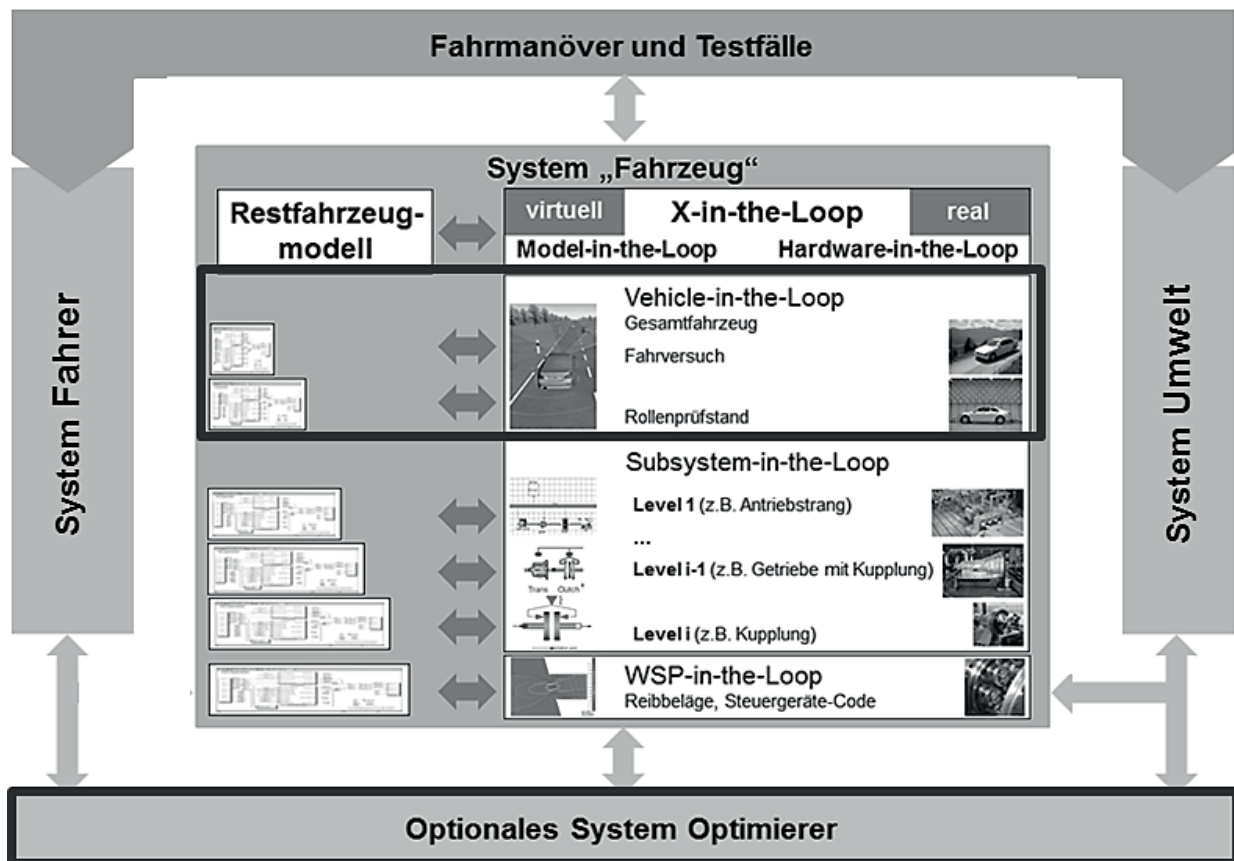 Fahrmanöver und Testfälle
System „Fahrzeug“
Restfahrzeug-
modell
virtuell
X-in-the-Loop
real
Model-in-the-Loop
Hardware-in-the-Loop
System Fahrer
System Umwelt
Vehicle-in-the-Loop
Gesamtfahrzeug
Fahrversuch
Rollenprüfstand
Subsystem-in-the-Loop
Level 1 (z.B. Antriebstrang)
...
Level i-1 (z.B. Getriebe mit Kupplung)
Trans
Level i (z.B. Kupplung)
WSP-in-the-Loop
Reibbeläge, Steuergeräte-Code
Optionales System Optimierer